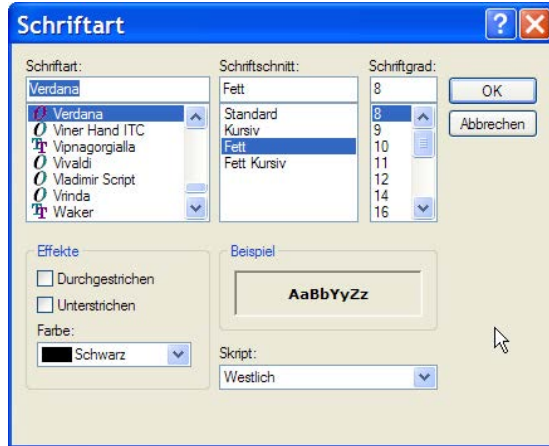 Schriftart
Schriftart:
Verdana
Verdana
Viner Hand ITC
Vipnagorgialla
Vivaldi
Vladimir Script
Vrinda
Waker
Schriftschnitt:
Fett
Standard
Kursiv
Fett
Fett Kursiv
Schriftgrad:
8
8
9
10
11
12
14
16
OK
Abbrechen
Effekte
Durchgestrichen
Unterstrichen
Farbe:
Schwarz
Beispiel
AaBbYyZz
Skript:
Westlich